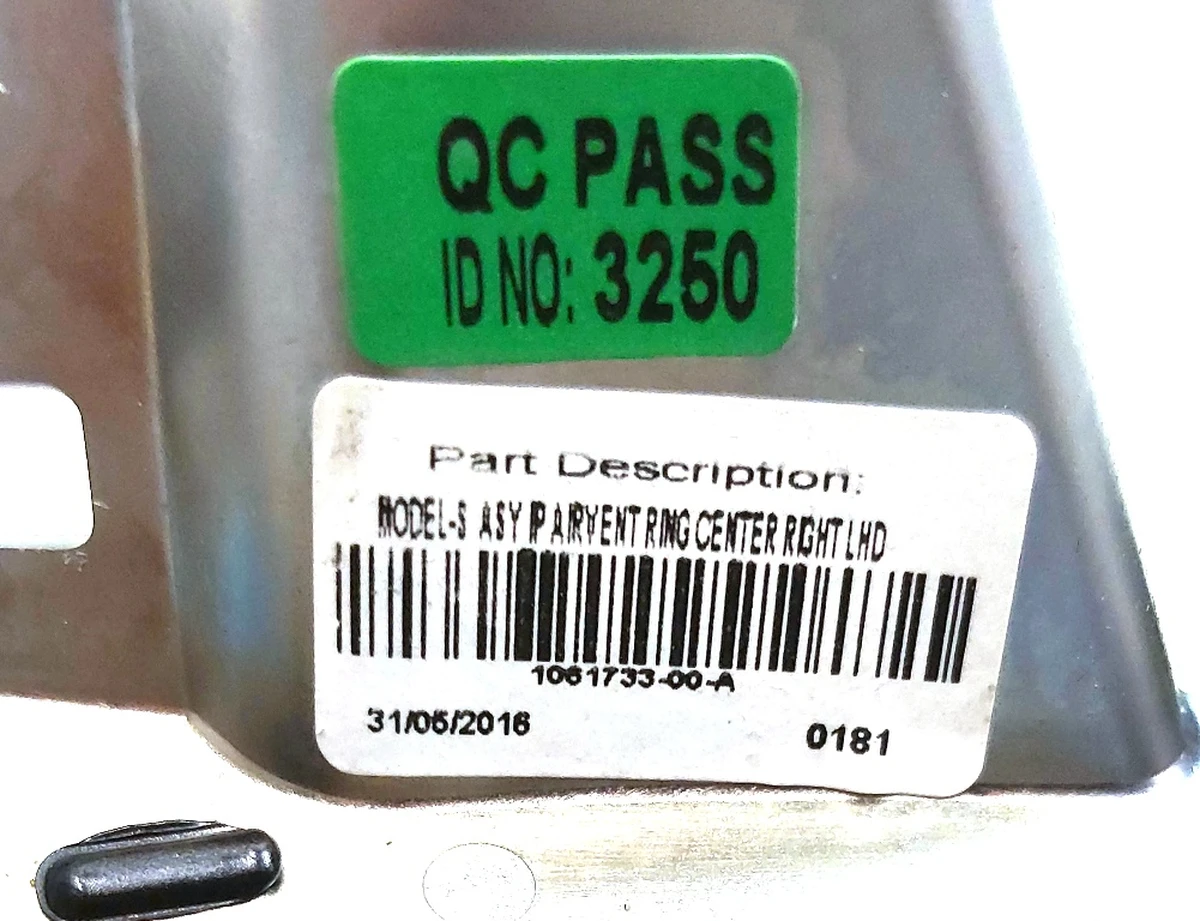 QC PASS
ID NO: 3250
Part Description:
MODEL-S ASY IP AIRVENT RING CENTER RIGHT LHD
1061733-00-A
31/05/2016
0181